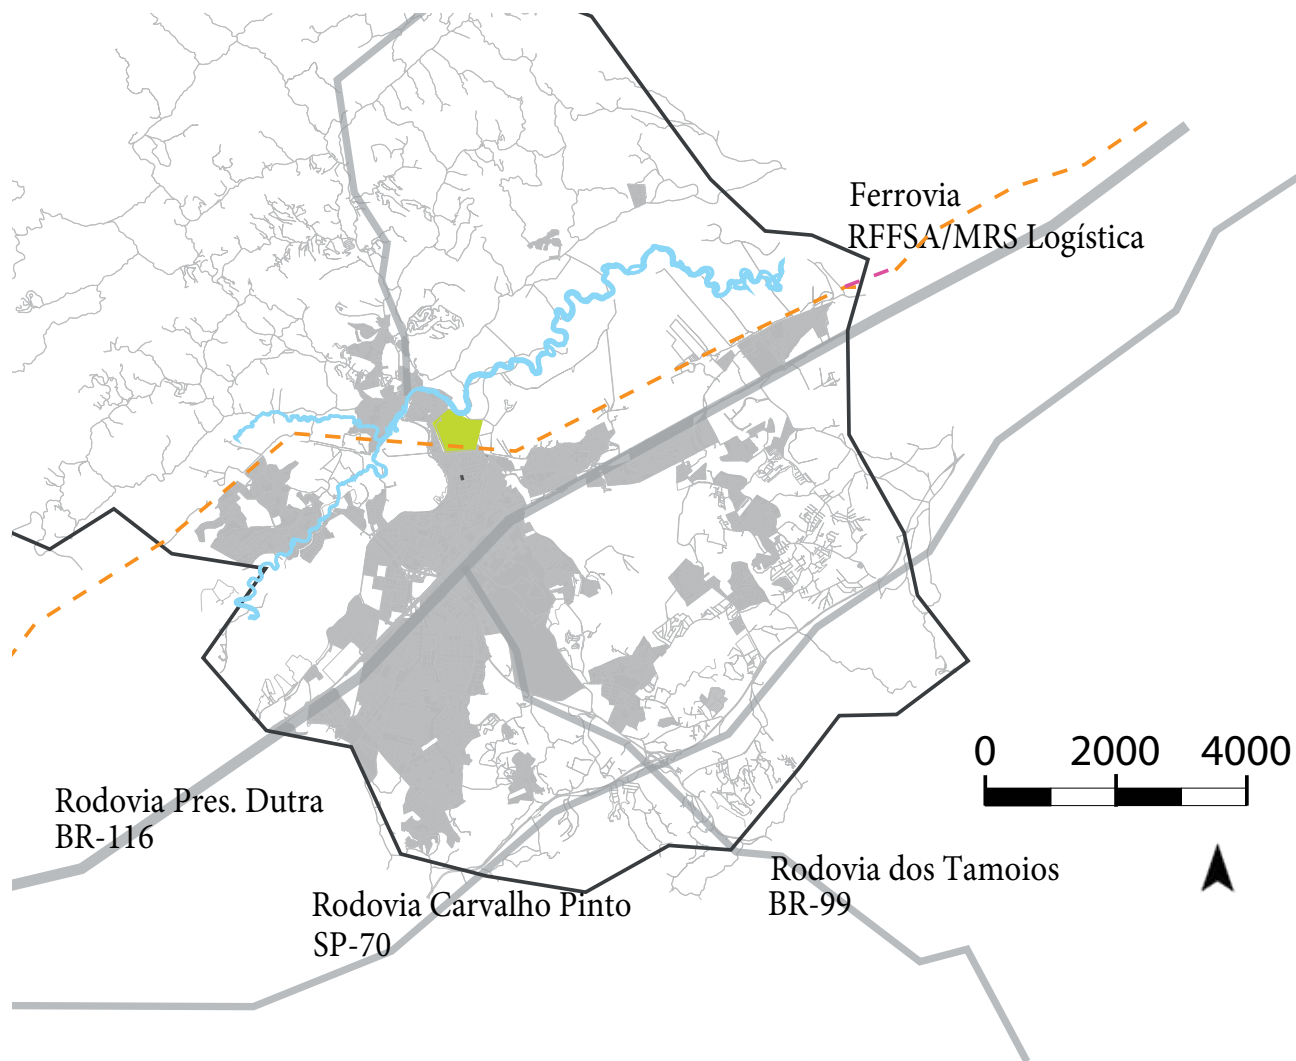 Ferrovia
RFFSA/MRS Logística
0 2000 4000
Rodovia Pres. Dutra
BR-116
Rodovia dos Tamoios
BR-99
Rodovia Carvalho Pinto
SP-70